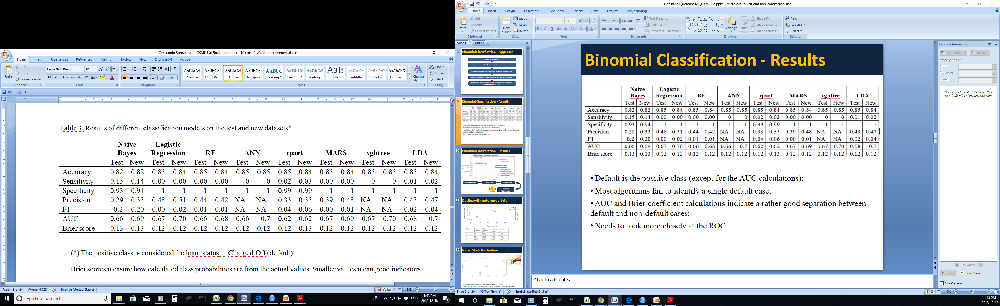 Constantin Romanescu - CKME 136 Final report.docx - Microsoft Word non-commercial use
Home Insert Page Layout References Mailings Review View EndNote X4 Acrobat
Cut
Copy
Format Painter
Paste
Clipboard
Times New Roman 12
Font
Paragraph
AaBbCcI AaBbCcI AaBbCcI AaBbCcI AaBbC AaBbCc AaBbCcI AaB AaBbCc. AaBbCcD AaBbCcD
¶ Compact ¶ First Par... ¶ Normal ¶ No Spaci... Heading 1 Heading 2 Heading 3 Title Subtitle Subtle Em... Emphasis
Change Styles
Styles
Find
Replace
Select
Editing
Table 3. Results of different classification models on the test and new datasets*
Naive Bayes Logistic Regression RF ANN rpart MARS xgbtree LDA
Test New Test New Test New Test New Test New Test New Test New Test New
Accuracy 0.82 0.82 0.85 0.84 0.85 0.84 0.85 0.85 0.85 0.84 0.85 0.84 0.85 0.85 0.85 0.84
Sensitivity 0.15 0.14 0.00 0.00 0.00 0.00 0 0 0.02 0.03 0.00 0.00 0 0 0.01 0.02
Specificity 0.93 0.94 1 1 1 1 1 1 0.99 0.99 1 1 1 1 1 1
Precision 0.29 0.33 0.48 0.51 0.44 0.42 NA NA 0.33 0.35 0.39 0.48 NA NA 0.43 0.47
F1 0.2 0.20 0.00 0.02 0.01 0.01 NA NA 0.04 0.06 0.00 0.01 NA NA 0.02 0.04
AUC 0.66 0.69 0.67 0.70 0.66 0.68 0.66 0.7 0.62 0.62 0.67 0.69 0.67 0.70 0.68 0.7
Brier score 0.13 0.13 0.12 0.12 0.12 0.12 0.12 0.12 0.12 0.13 0.12 0.12 0.12 0.12 0.12 0.12
(*) The positive class is considered the loan_status = Charged.Off (default)
Brier scores measure how calculated class probabilities are from the actual values. Smaller values mean good indicators.
Page: 16 of 24 Words: 4,723 English (United States) 160%
Type here to search
ENG
1:43 PM
2018-12-18
Constantin_Romanescu_CKME136.pptx - Microsoft PowerPoint non-commercial use
Home Insert Design Animations Slide Show Review View Acrobat Storyboarding
Cut
Copy
Format Painter
Paste
Clipboard
New Slide
Layout
Reset
Delete
Slides
44
Font
Text Direction
Align Text
Convert to SmartArt
Paragraph
Arrange
Quick Styles
Shape Fill
Shape Outline
Shape Effects
Drawing
Find
Replace
Select
Editing
Slides Outline
8
Binomial Classification - Approach
9
Binomial Classification - Results
10
Binomial Classification - Results
Logistic Regression
11
Dealing with unbalanced data
12
Naive Model Evaluation
Binomial Classification - Results
Naive Bayes Logistic Regression RF ANN rpart MARS xgbtree LDA
Test New Test New Test New Test New Test New Test New Test New Test New
Accuracy 0.82 0.82 0.85 0.84 0.85 0.84 0.85 0.85 0.85 0.84 0.85 0.84 0.85 0.85 0.85 0.84
Sensitivity 0.15 0.14 0.00 0.00 0.00 0.00 0 0 0.02 0.03 0.00 0.00 0 0 0.01 0.02
Specificity 0.93 0.94 1 1 1 1 1 1 0.99 0.99 1 1 1 1 1 1
Precision 0.29 0.33 0.48 0.51 0.44 0.42 NA NA 0.33 0.35 0.39 0.48 NA NA 0.43 0.47
F1 0.2 0.20 0.00 0.02 0.01 0.01 NA NA 0.04 0.06 0.00 0.01 NA NA 0.02 0.04
AUC 0.66 0.69 0.67 0.70 0.66 0.68 0.66 0.7 0.62 0.62 0.67 0.69 0.67 0.70 0.68 0.7
Brier score 0.13 0.13 0.12 0.12 0.12 0.12 0.12 0.12 0.12 0.13 0.12 0.12 0.12 0.12 0.12 0.12
• Default is the positive class (except for the AUC calculations);
• Most algorithms fail to identify a single default case;
• AUC and Brier coefficient calculations indicate a rather good separation between
default and non-default cases;
• Needs to look more closely at the ROC.
Click to add notes
Custom Animation
Add Effect Remove
Modify effect
Start:
Property:
Speed:
Select an element of the slide, then
click "Add Effect" to add animation.
Re-Order
Play Slide Show
AutoPreview
Slide 9 of 20 "Office Theme" English (United States) 110%
1:43 PM
2018-12-18